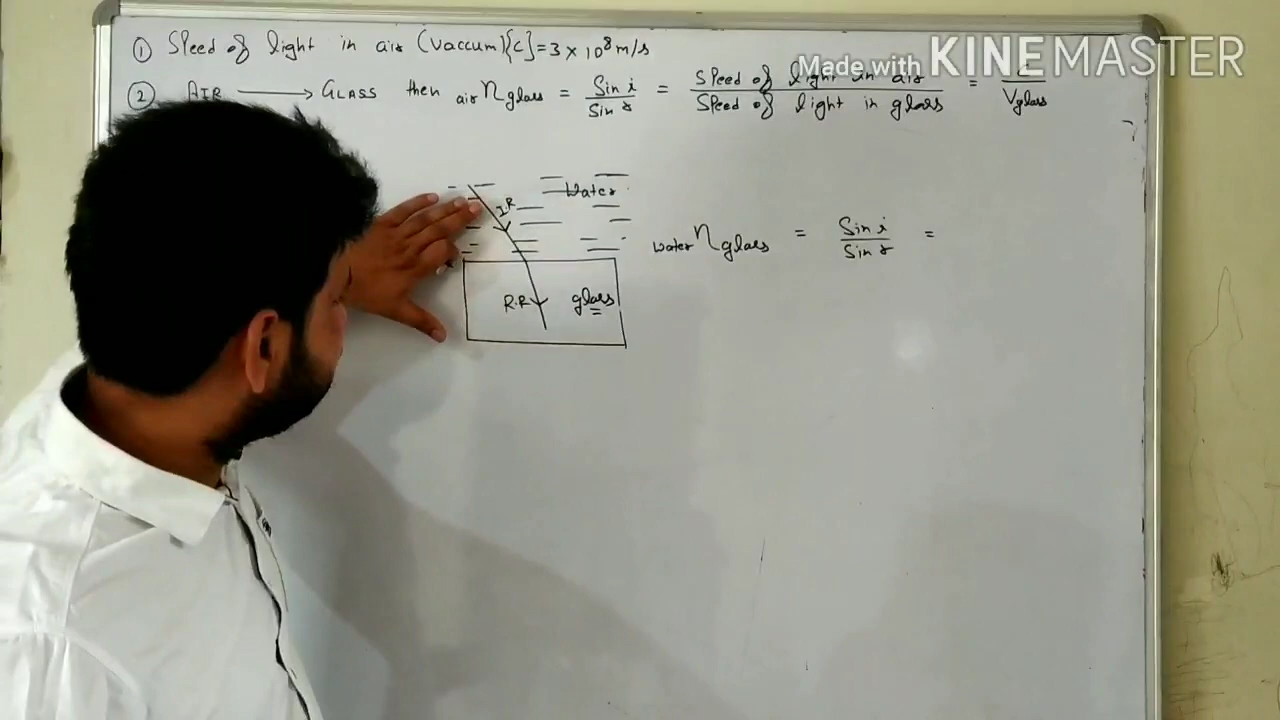 Made with KINEMASTER
① Speed of light in air (Vaccum){c} = 3 × 10⁸ m/s
② AIR ⟶ GLASS then air η glass = Sin i / Sin r = Speed of light in air / Speed of light in glass = c / Vglass
Water
I.R
water η glass = Sin i / Sin r =
R.R glass